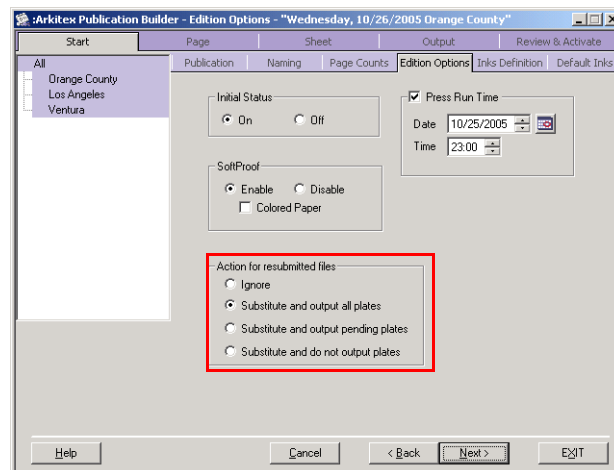 :Arkitex Publication Builder - Edition Options - "Wednesday, 10/26/2005 Orange County"
Start Page Sheet Output Review & Activate
Publication Naming Page Counts Edition Options Inks Definition Default Inks
All
Orange County
Los Angeles
Ventura
Initial Status
On Off
Press Run Time
Date 10/25/2005
Time 23:00
SoftProof
Enable Disable
Colored Paper
Action for resubmitted files
Ignore
Substitute and output all plates
Substitute and output pending plates
Substitute and do not output plates
Help Cancel < Back Next > EXIT